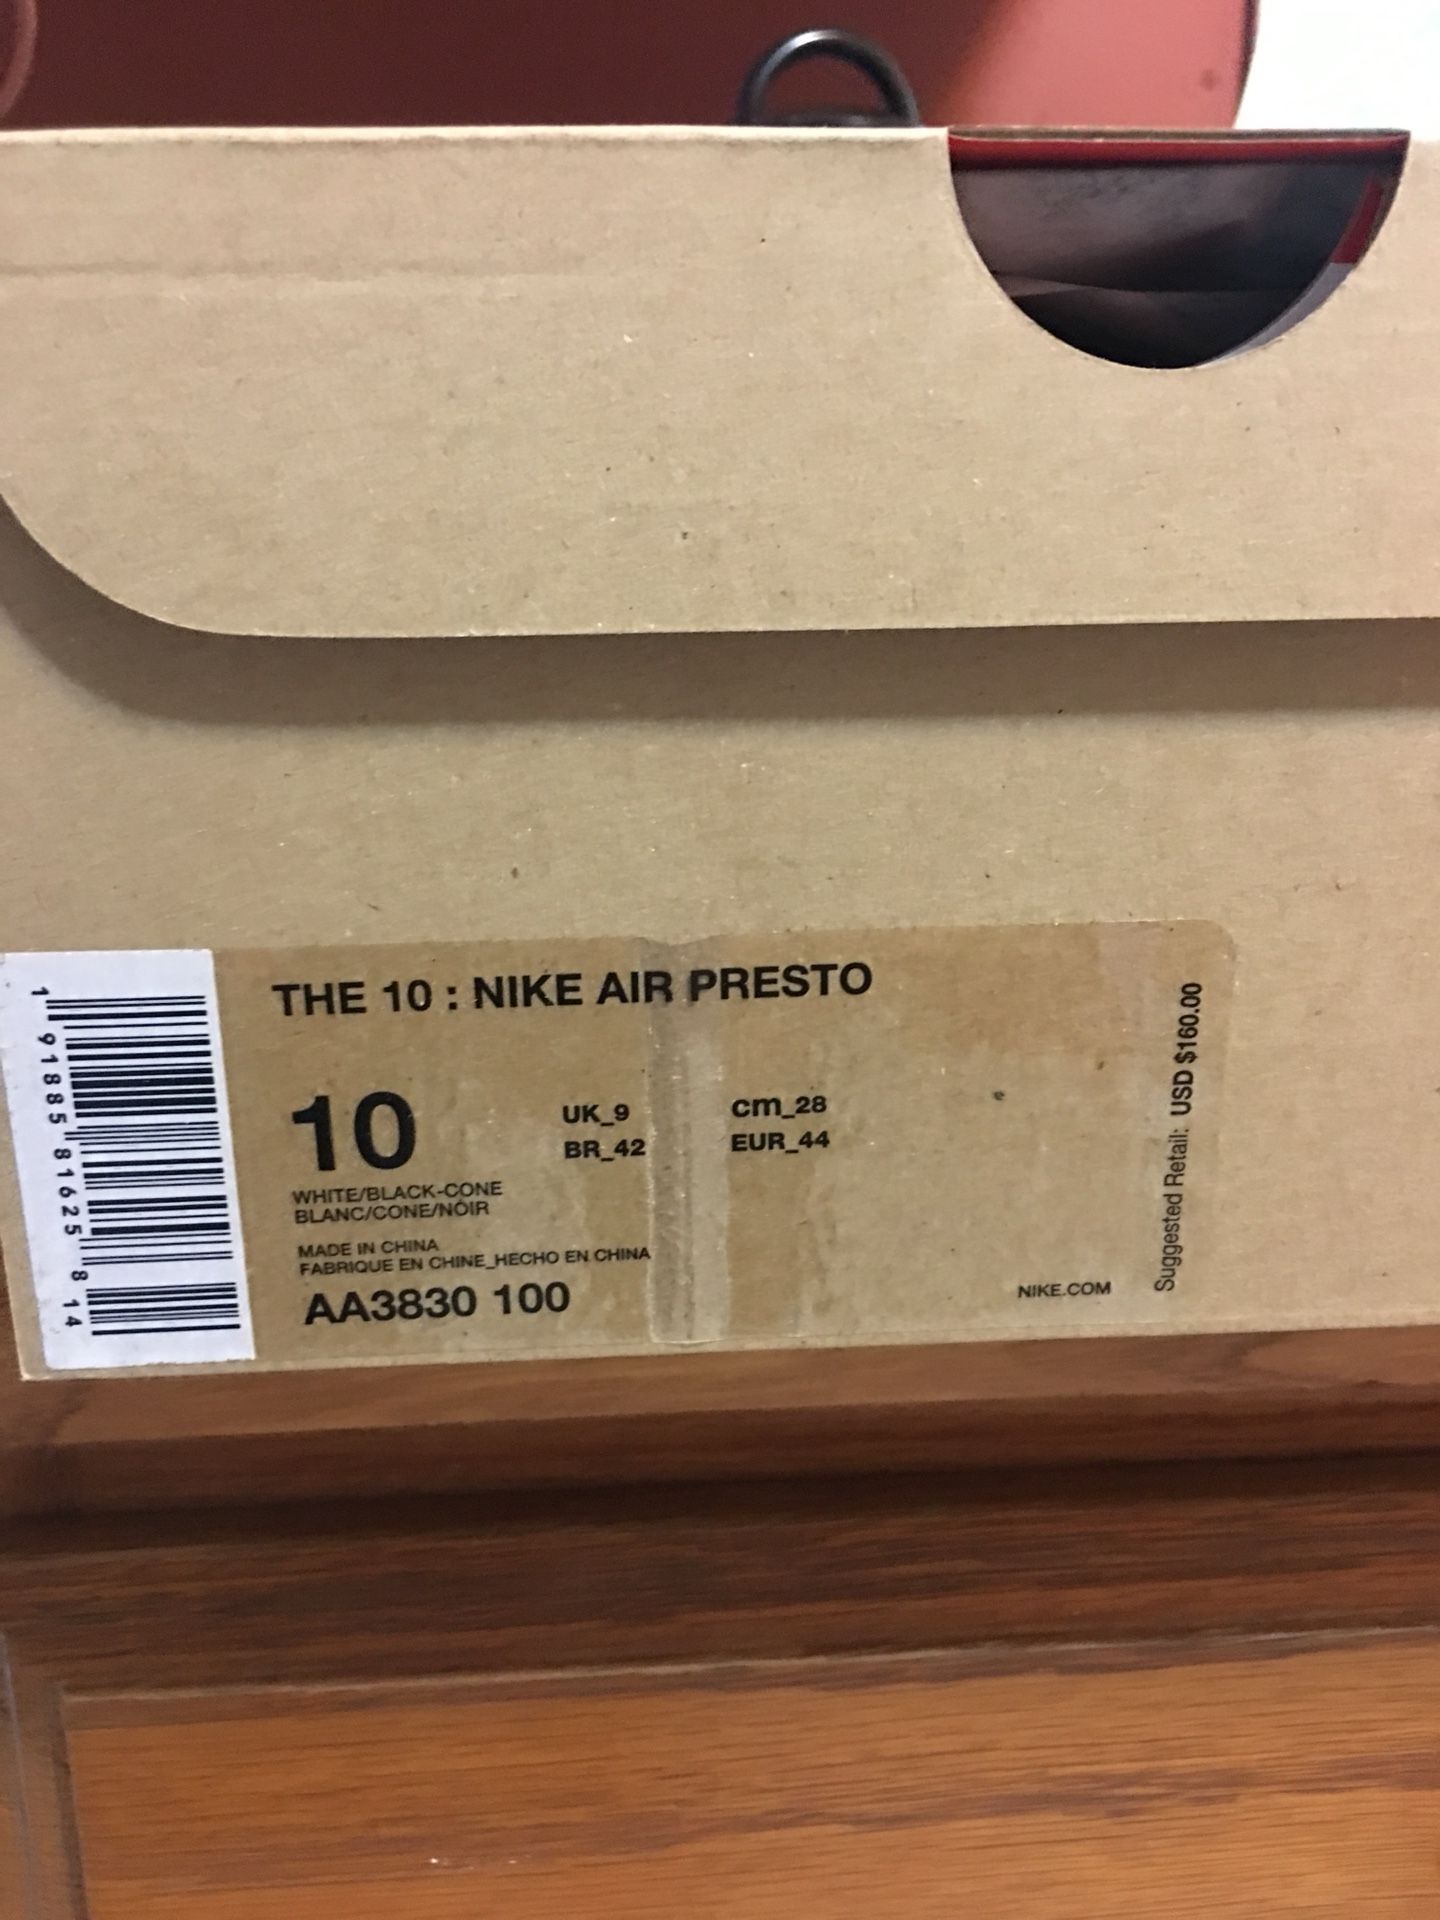 THE 10 : NIKE AIR PRESTO
10
UK_9
cm_28
BR_42
EUR_44
WHITE/BLACK-CONE
BLANC/CONE/NOIR
MADE IN CHINA
FABRIQUE EN CHINE_HECHO EN CHINA
AA3830 100
NIKE.COM
Suggested Retail: USD $160.00
1 91885 81625 8 14